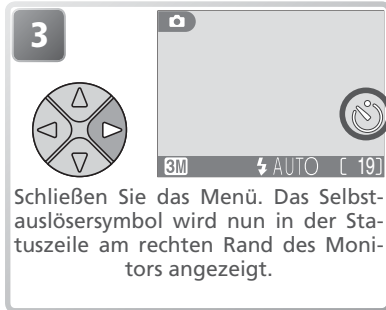 3
3M AUTO [ 19]
Schließen Sie das Menü. Das Selbst-
auslösersymbol wird nun in der Sta-
tuszeile am rechten Rand des Moni-
tors angezeigt.